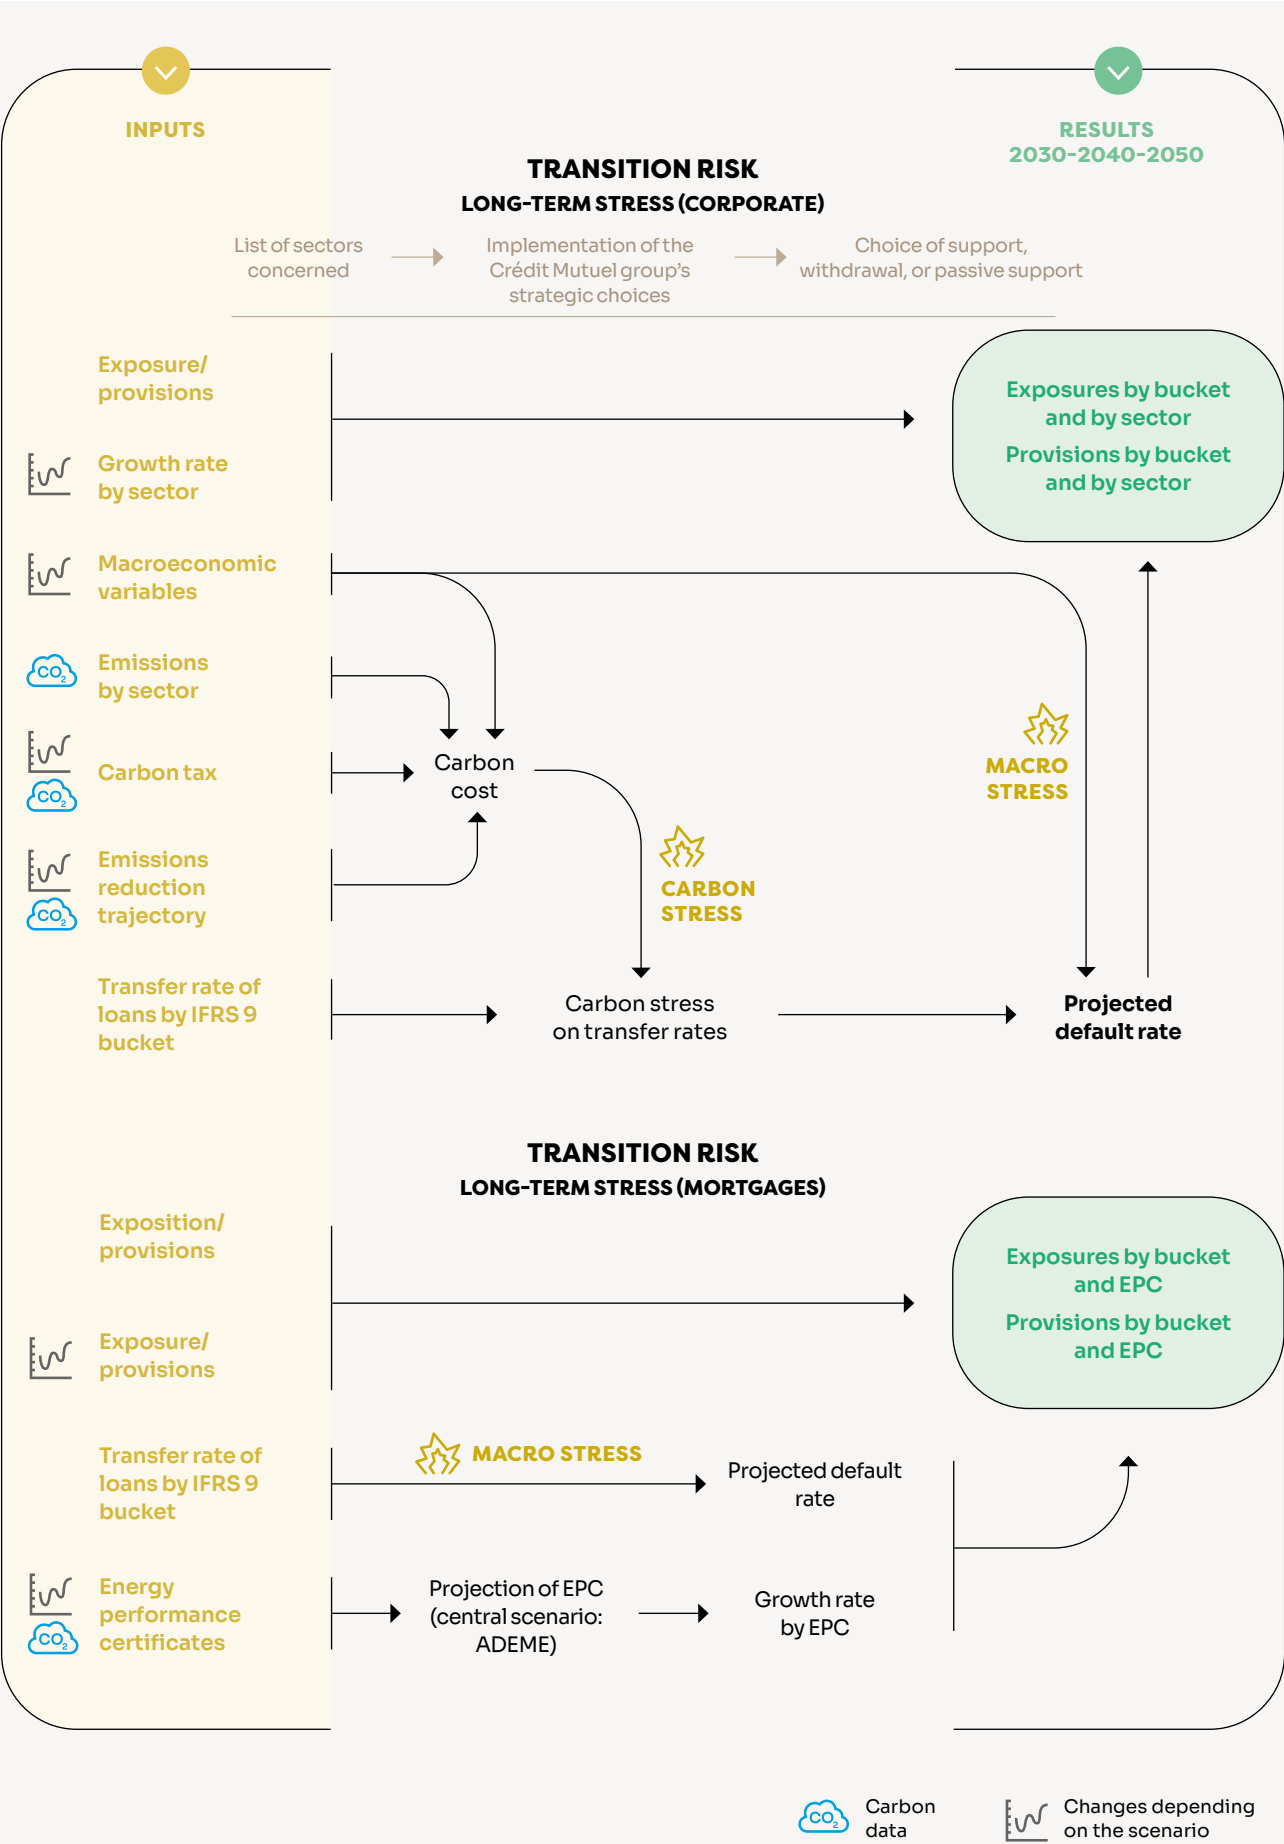 INPUTS
RESULTS
2030-2040-2050
TRANSITION RISK
LONG-TERM STRESS (CORPORATE)
List of sectors
concerned
Implementation of the
Crédit Mutuel group's
strategic choices
Choice of support,
withdrawal, or passive support
Exposure/
provisions
Growth rate
by sector
Exposures by bucket
and by sector
Provisions by bucket
and by sector
Macroeconomic
variables
CO2
Emissions
by sector
CO2
Carbon tax
Carbon
cost
MACRO
STRESS
CO2
Emissions
reduction
trajectory
CARBON
STRESS
Transfer rate of
loans by IFRS 9
bucket
Carbon stress
on transfer rates
Projected
default rate
TRANSITION RISK
LONG-TERM STRESS (MORTGAGES)
Exposition/
provisions
Exposure/
provisions
Exposures by bucket
and EPC
Provisions by bucket
and EPC
Transfer rate of
loans by IFRS 9
bucket
MACRO STRESS
Projected default
rate
CO2
Energy
performance
certificates
Projection of EPC
(central scenario:
ADEME)
Growth rate
by EPC
CO2
Carbon
data
Changes depending
on the scenario